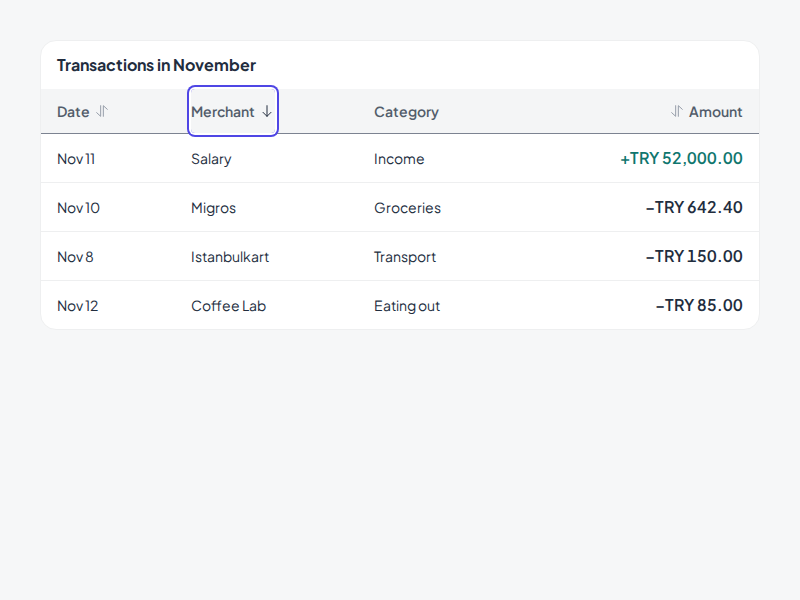 Transactions in November
Date Merchant Category Amount
Nov 11 Salary Income +TRY 52,000.00
Nov 10 Migros Groceries −TRY 642.40
Nov 8 Istanbulkart Transport −TRY 150.00
Nov 12 Coffee Lab Eating out −TRY 85.00